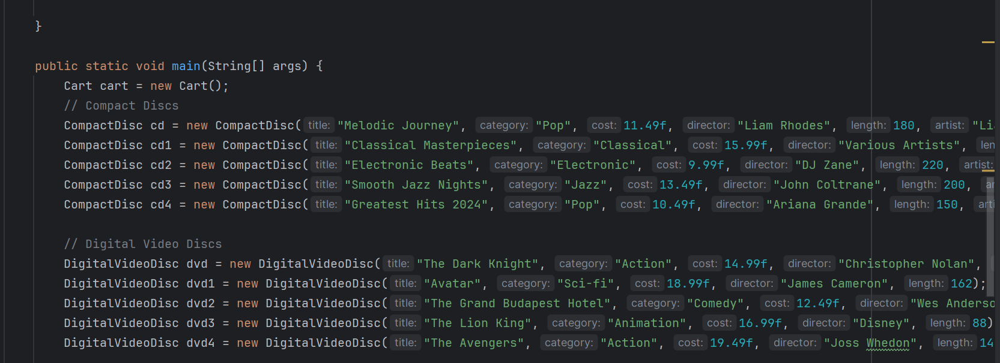 }
public static void main(String[] args) {
Cart cart = new Cart();
// Compact Discs
CompactDisc cd = new CompactDisc( title: "Melodic Journey", category: "Pop", cost: 11.49f, director: "Liam Rhodes", length: 180, artist: "Li
CompactDisc cd1 = new CompactDisc( title: "Classical Masterpieces", category: "Classical", cost: 15.99f, director: "Various Artists", len
CompactDisc cd2 = new CompactDisc( title: "Electronic Beats", category: "Electronic", cost: 9.99f, director: "DJ Zane", length: 220, artist:
CompactDisc cd3 = new CompactDisc( title: "Smooth Jazz Nights", category: "Jazz", cost: 13.49f, director: "John Coltrane", length: 200, ar
CompactDisc cd4 = new CompactDisc( title: "Greatest Hits 2024", category: "Pop", cost: 10.49f, director: "Ariana Grande", length: 150, arti
// Digital Video Discs
DigitalVideoDisc dvd = new DigitalVideoDisc( title: "The Dark Knight", category: "Action", cost: 14.99f, director: "Christopher Nolan",
DigitalVideoDisc dvd1 = new DigitalVideoDisc( title: "Avatar", category: "Sci-fi", cost: 18.99f, director: "James Cameron", length: 162);
DigitalVideoDisc dvd2 = new DigitalVideoDisc( title: "The Grand Budapest Hotel", category: "Comedy", cost: 12.49f, director: "Wes Anderso
DigitalVideoDisc dvd3 = new DigitalVideoDisc( title: "The Lion King", category: "Animation", cost: 16.99f, director: "Disney", length: 88)
DigitalVideoDisc dvd4 = new DigitalVideoDisc( title: "The Avengers", category: "Action", cost: 19.49f, director: "Joss Whedon", length: 14